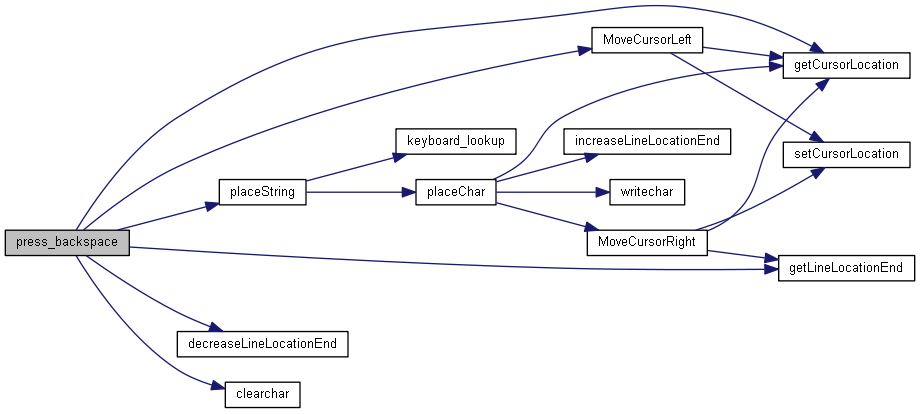 MoveCursorLeft
getCursorLocation
keyboard_lookup
increaseLineLocationEnd
setCursorLocation
placeString
placeChar
writechar
press_backspace
MoveCursorRight
getLineLocationEnd
decreaseLineLocationEnd
clearchar